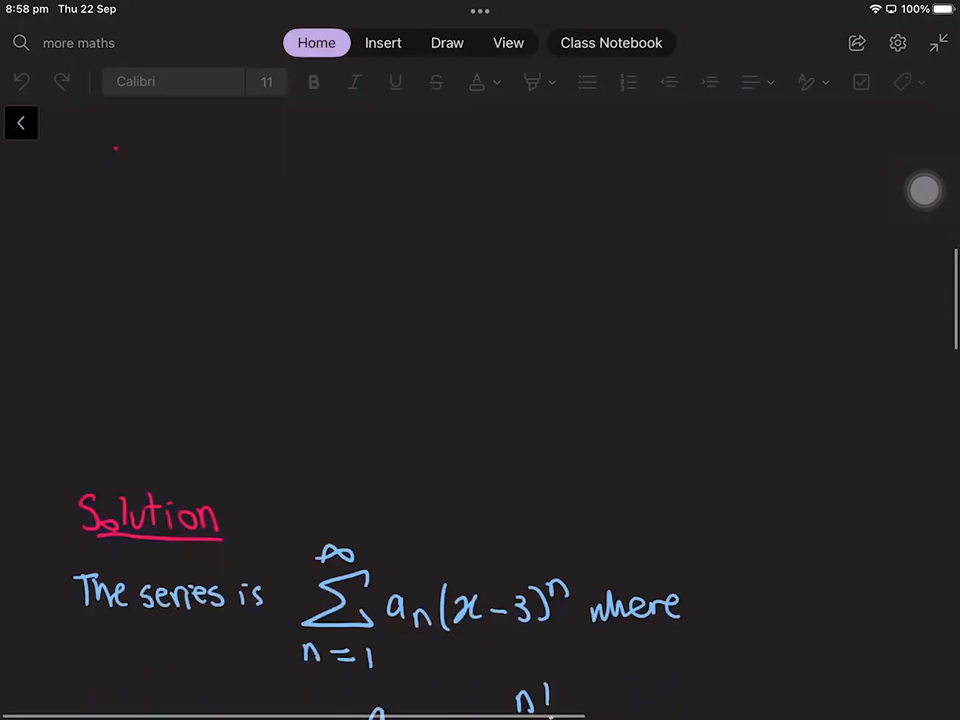 8:58 pm Thu 22 Sep
100%
more maths
Home Insert Draw View Class Notebook
Calibri 11 B I U S A
Solution
The series is ∑_{n=1}^{∞} a_n(x-3)^n where
n!